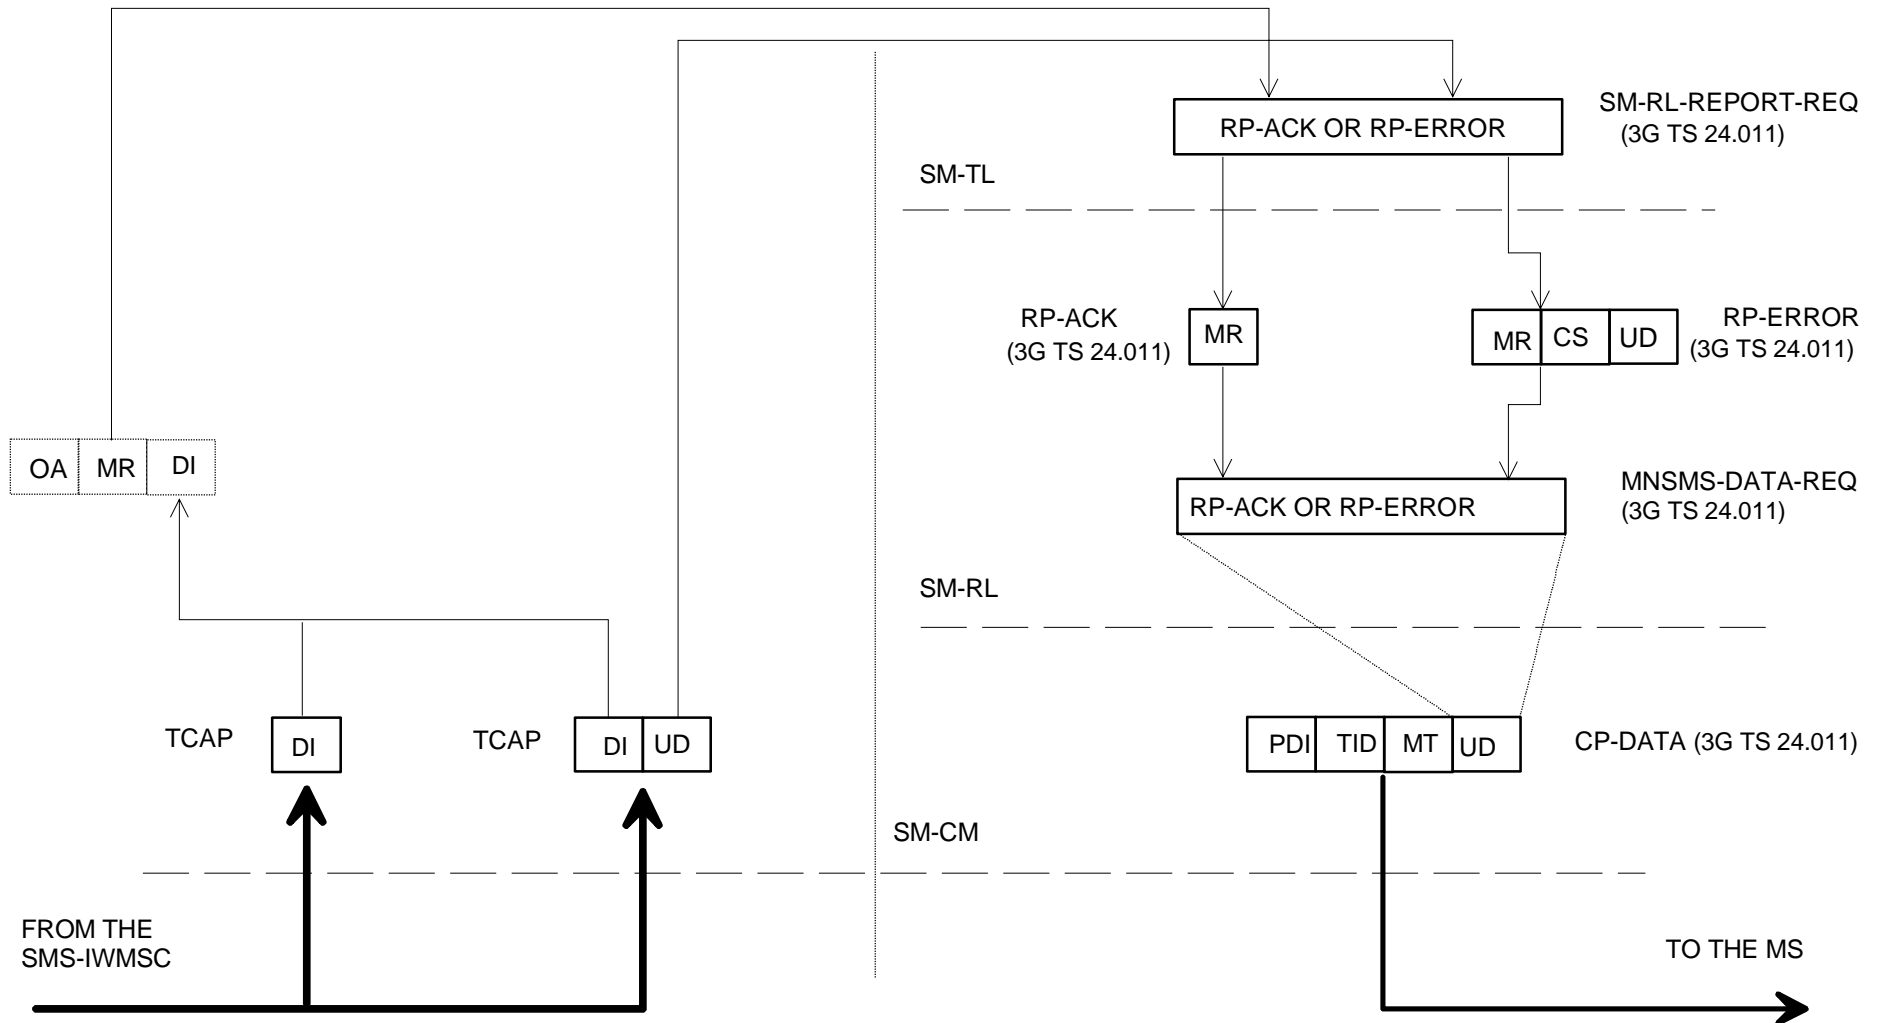 SM-RL-REPORT-REQ
(3G TS 24.011)
RP-ACK OR RP-ERROR
SM-TL
RP-ACK
(3G TS 24.011)
MR
MR CS UD
RP-ERROR
(3G TS 24.011)
OA MR DI
RP-ACK OR RP-ERROR
MNSMS-DATA-REQ
(3G TS 24.011)
SM-RL
TCAP
DI
TCAP
DI UD
PDI TID MT UD
CP-DATA (3G TS 24.011)
SM-CM
FROM THE
SMS-IWMSC
TO THE MS